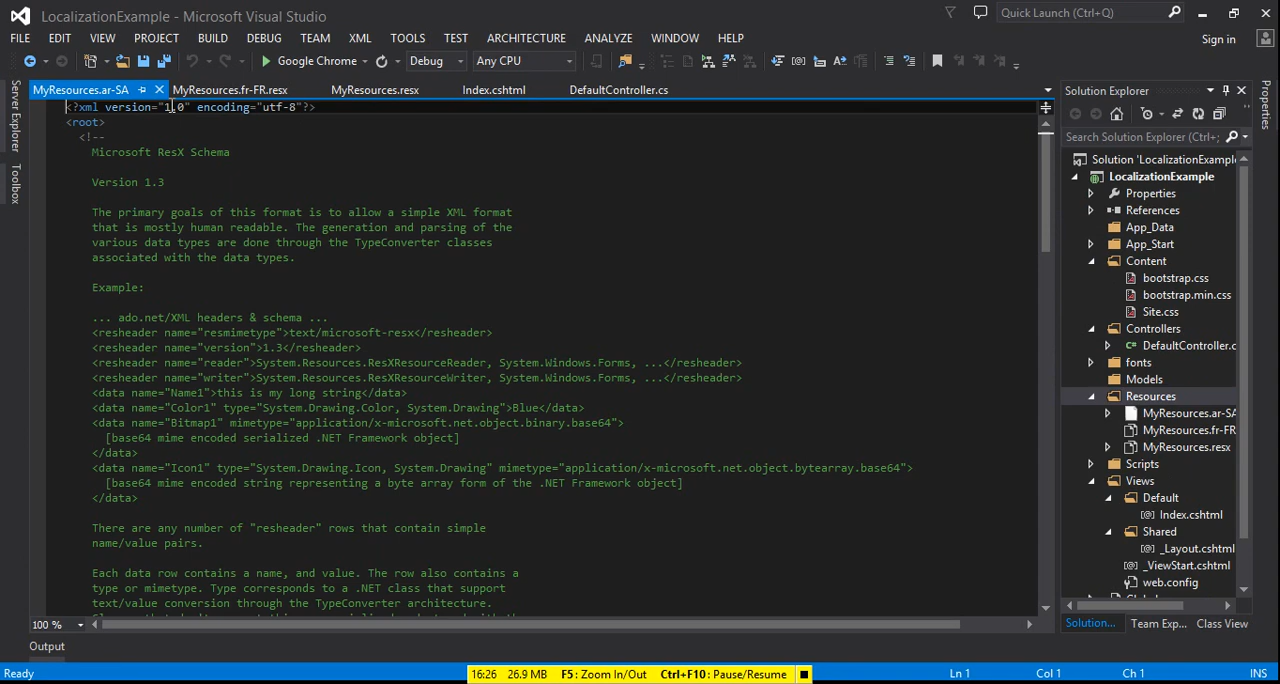 LocalizationExample - Microsoft Visual Studio
Quick Launch (Ctrl+Q)
FILE EDIT VIEW PROJECT BUILD DEBUG TEAM XML TOOLS TEST ARCHITECTURE ANALYZE WINDOW HELP
Sign in
Google Chrome Debug Any CPU
MyResources.ar-SA MyResources.fr-FR.resx MyResources.resx Index.cshtml DefaultController.cs
Server Explorer
Toolbox
<?xml version="1.0" encoding="utf-8"?>
<root>
<!--
Microsoft ResX Schema
Version 1.3
The primary goals of this format is to allow a simple XML format
that is mostly human readable. The generation and parsing of the
various data types are done through the TypeConverter classes
associated with the data types.
Example:
... ado.net/XML headers & schema ...
<resheader name="resmimetype">text/microsoft-resx</resheader>
<resheader name="version">1.3</resheader>
<resheader name="reader">System.Resources.ResXResourceReader, System.Windows.Forms, ...</resheader>
<resheader name="writer">System.Resources.ResXResourceWriter, System.Windows.Forms, ...</resheader>
<data name="Name1">this is my long string</data>
<data name="Color1" type="System.Drawing.Color, System.Drawing">Blue</data>
<data name="Bitmap1" mimetype="application/x-microsoft.net.object.binary.base64">
[base64 mime encoded serialized .NET Framework object]
</data>
<data name="Icon1" type="System.Drawing.Icon, System.Drawing" mimetype="application/x-microsoft.net.object.bytearray.base64">
[base64 mime encoded string representing a byte array form of the .NET Framework object]
</data>
There are any number of "resheader" rows that contain simple
name/value pairs.
Each data row contains a name, and value. The row also contains a
type or mimetype. Type corresponds to a .NET class that support
text/value conversion through the TypeConverter architecture.
100 %
Output
Solution Explorer
Search Solution Explorer (Ctrl+;
Solution 'LocalizationExampl
LocalizationExample
Properties
References
App_Data
App_Start
Content
bootstrap.css
bootstrap.min.css
Site.css
Controllers
DefaultController.c
fonts
Models
Resources
MyResources.ar-SA
MyResources.fr-FR
MyResources.resx
Scripts
Views
Default
Index.cshtml
Shared
_Layout.cshtml
_ViewStart.cshtml
web.config
Solution... Team Exp... Class View
Properties
Ready
16:26 26.9 MB F5: Zoom In/Out Ctrl+F10: Pause/Resume
Ln 1 Col 1 Ch 1 INS